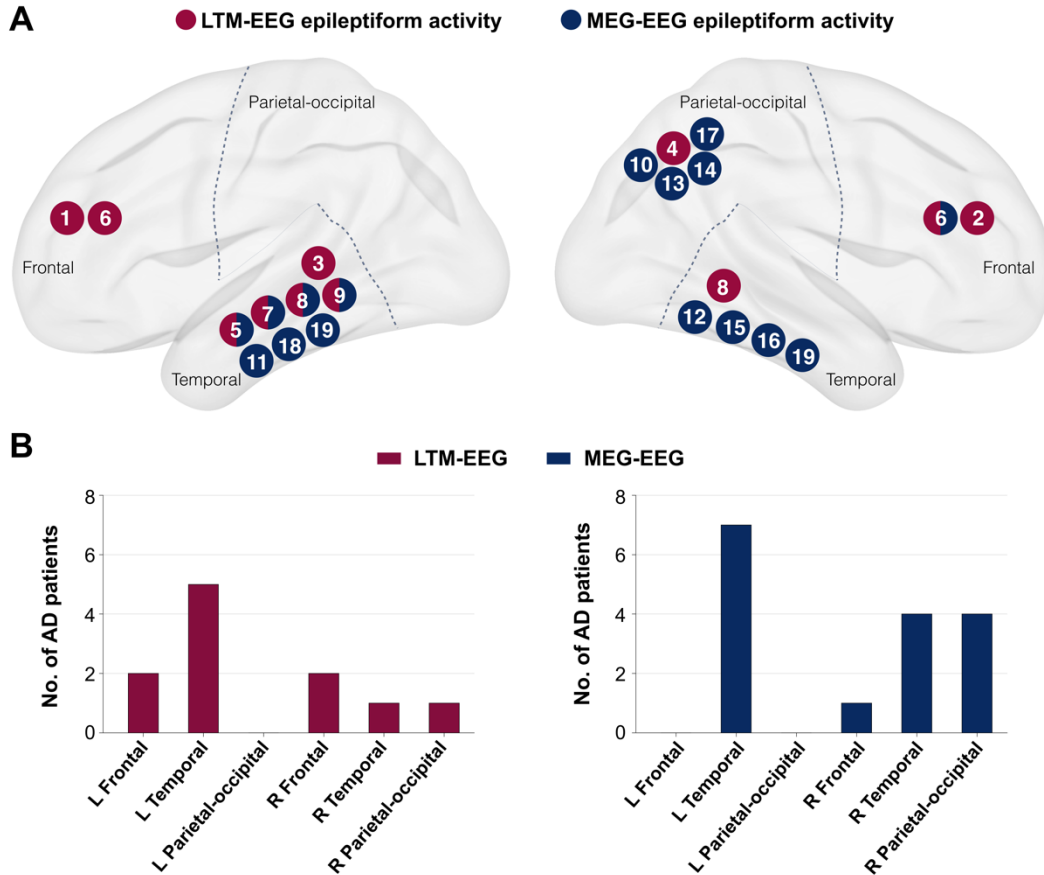 A
LTM-EEG epileptiform activity
MEG-EEG epileptiform activity
Parietal-occipital
Frontal
Temporal
1 6
3
9
8
7
5
19
18
11
Parietal-occipital
Frontal
Temporal
17
4
10
14
13
6 2
8
12
15
16
19
B
LTM-EEG
MEG-EEG
No. of AD patients
8
6
4
2
0
L Frontal
L Temporal
L Parietal-occipital
R Frontal
R Temporal
R Parietal-occipital
No. of AD patients
8
6
4
2
0
L Frontal
L Temporal
L Parietal-occipital
R Frontal
R Temporal
R Parietal-occipital